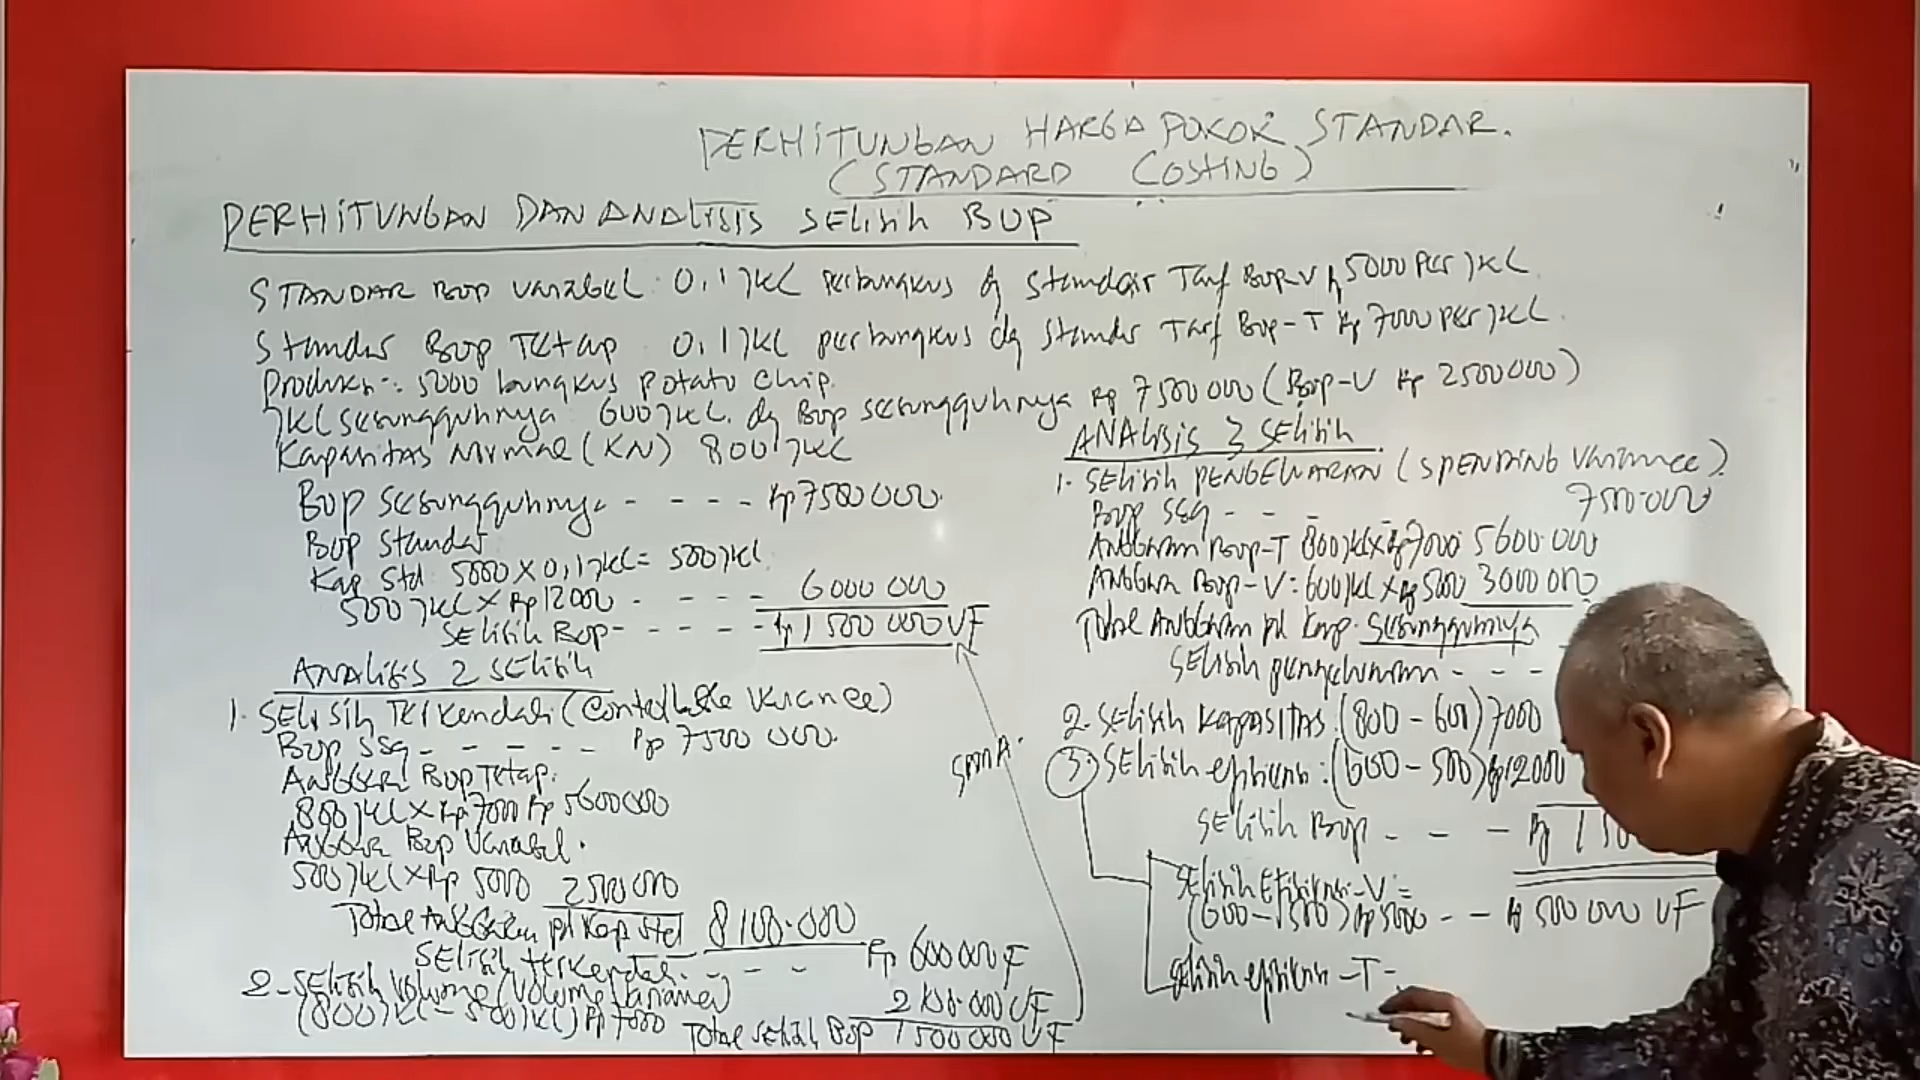 PERHITUNGAN HARGA POKOK STANDAR.
(STANDARD COSTING)
PERHITUNGAN DAN ANALISIS SELISIH BOP
STANDAR BOP VARIABEL : 0,1 JKL perbungkus dg standar Tarif BOP-V Rp 5000 per JKL
Standar BOP Tetap 0,1 JKL perbungkus dg standar Tarif BOP-T Rp 7000 per JKL
Produksi : 5000 bungkus potato chip.
JKL sesungguhnya 600 JKL. dg BOP sesungguhnya Rp 7500000 (BOP-V Rp 2500000)
Kapasitas Normal (KN) 800 JKL
BOP sesungguhnya - - - - Rp 7500 000
BOP Standar
Kap Std 5000 X 0,1 JKL = 500 JKL
500 JKL X Rp 12000 - - - - 6000 000
Selisih BOP - - - - Rp 1 500 000 UF
ANALISIS 2 SELISIH
1. SELISIH Terkendali (Controllable Variance)
BOP SSg - - - - - Rp 7500 000.
Anggaran BOP Tetap:
800 JKL X Rp 7000 Rp 5600000
Anggaran BOP Variabel.
500 JKL X Rp 5000 2500 000
Total Anggaran pd Kap std 8 100.000
Selisih terkendali - - - Rp 600 000 F
2 - SELISIH Volume (Volume Variance)
(800 JKL - 500 JKL) Rp 7000 2 100.000 UF
Total selisih BOP 1 500 000 UF
SAMA.
ANALISIS 3 SELISIH
1. SELISIH PENGELUARAN (SPENDING Variance)
BOP SSg - - - 7500.000
Anggaran BOP-T 800 JKL X Rp 7000 5600 000
Anggaran BOP-V : 600 JKL X Rp 5000 3000 000
Total Anggaran pd Kap. Sesungguhnya
Selisih pengeluaran - - -
2. Selisih Kapasitas : (800 - 600) 7000
3. Selisih efisiensi : (600 - 500) Rp 12000
Selisih BOP - - - Rp 1 50
Selisih Efisiensi -V =
(600 - 500) Rp 5000 - - Rp 500 000 UF
Selisih efisiensi -T -